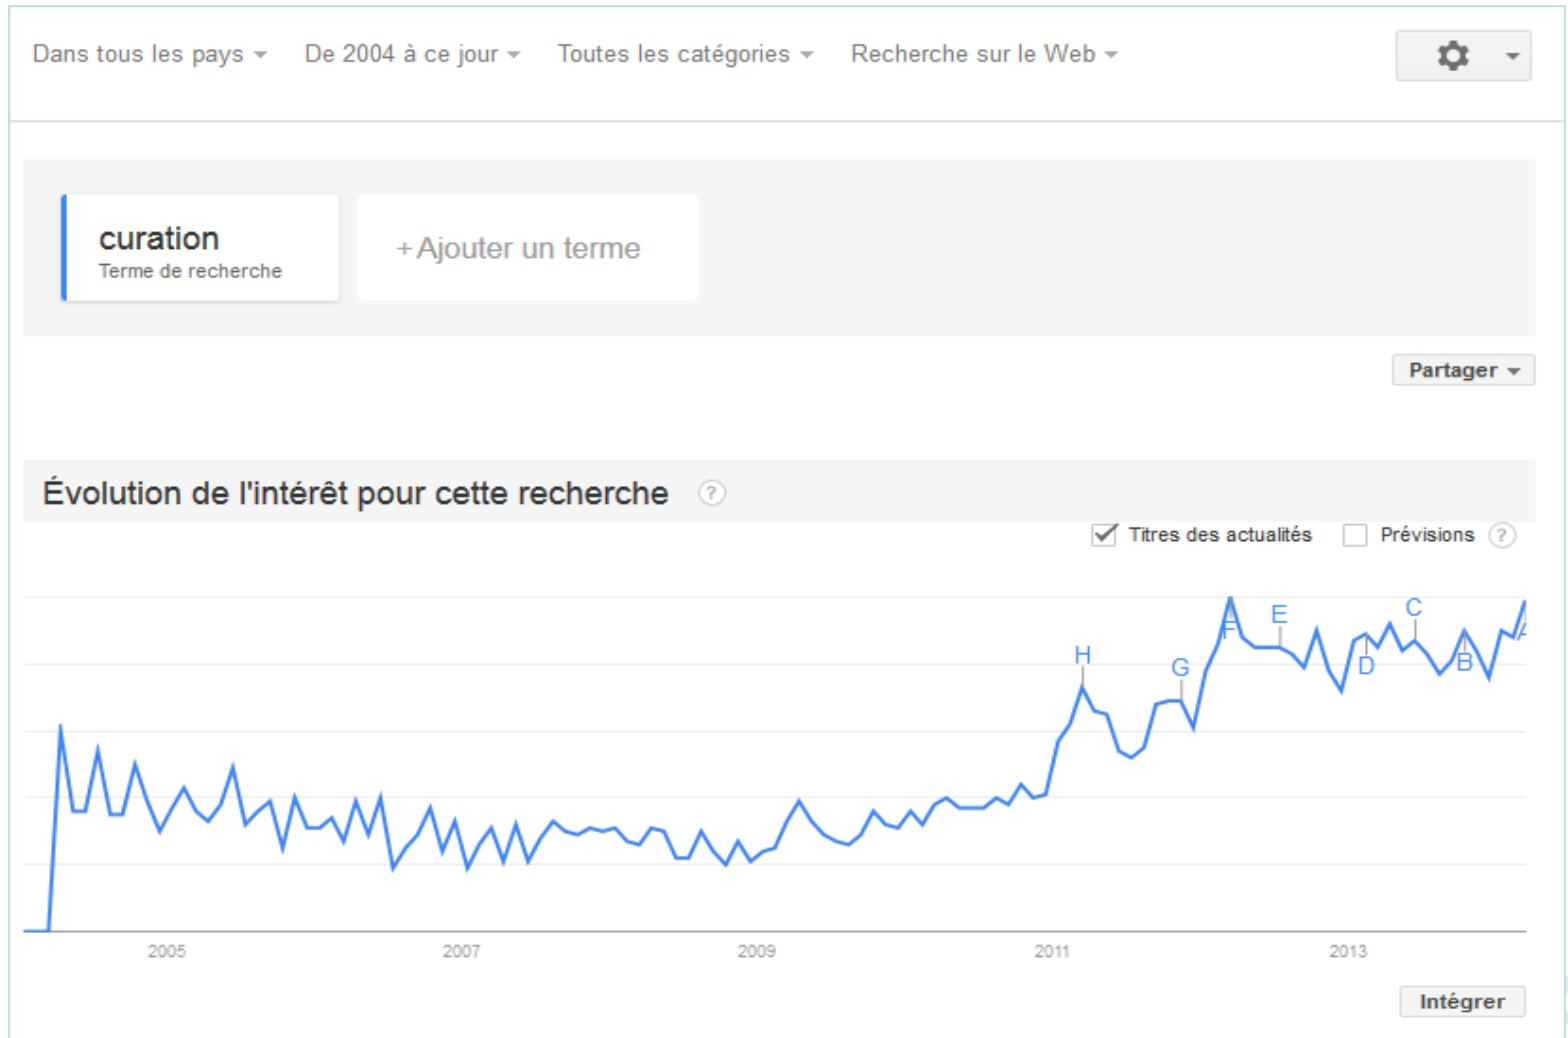 Dans tous les pays De 2004 à ce jour Toutes les catégories Recherche sur le Web
curation
Terme de recherche
+ Ajouter un terme
Partager
Évolution de l'intérêt pour cette recherche ?
Titres des actualités Prévisions ?
H
G
F
E
D
C
B
A
2005 2007 2009 2011 2013
Intégrer